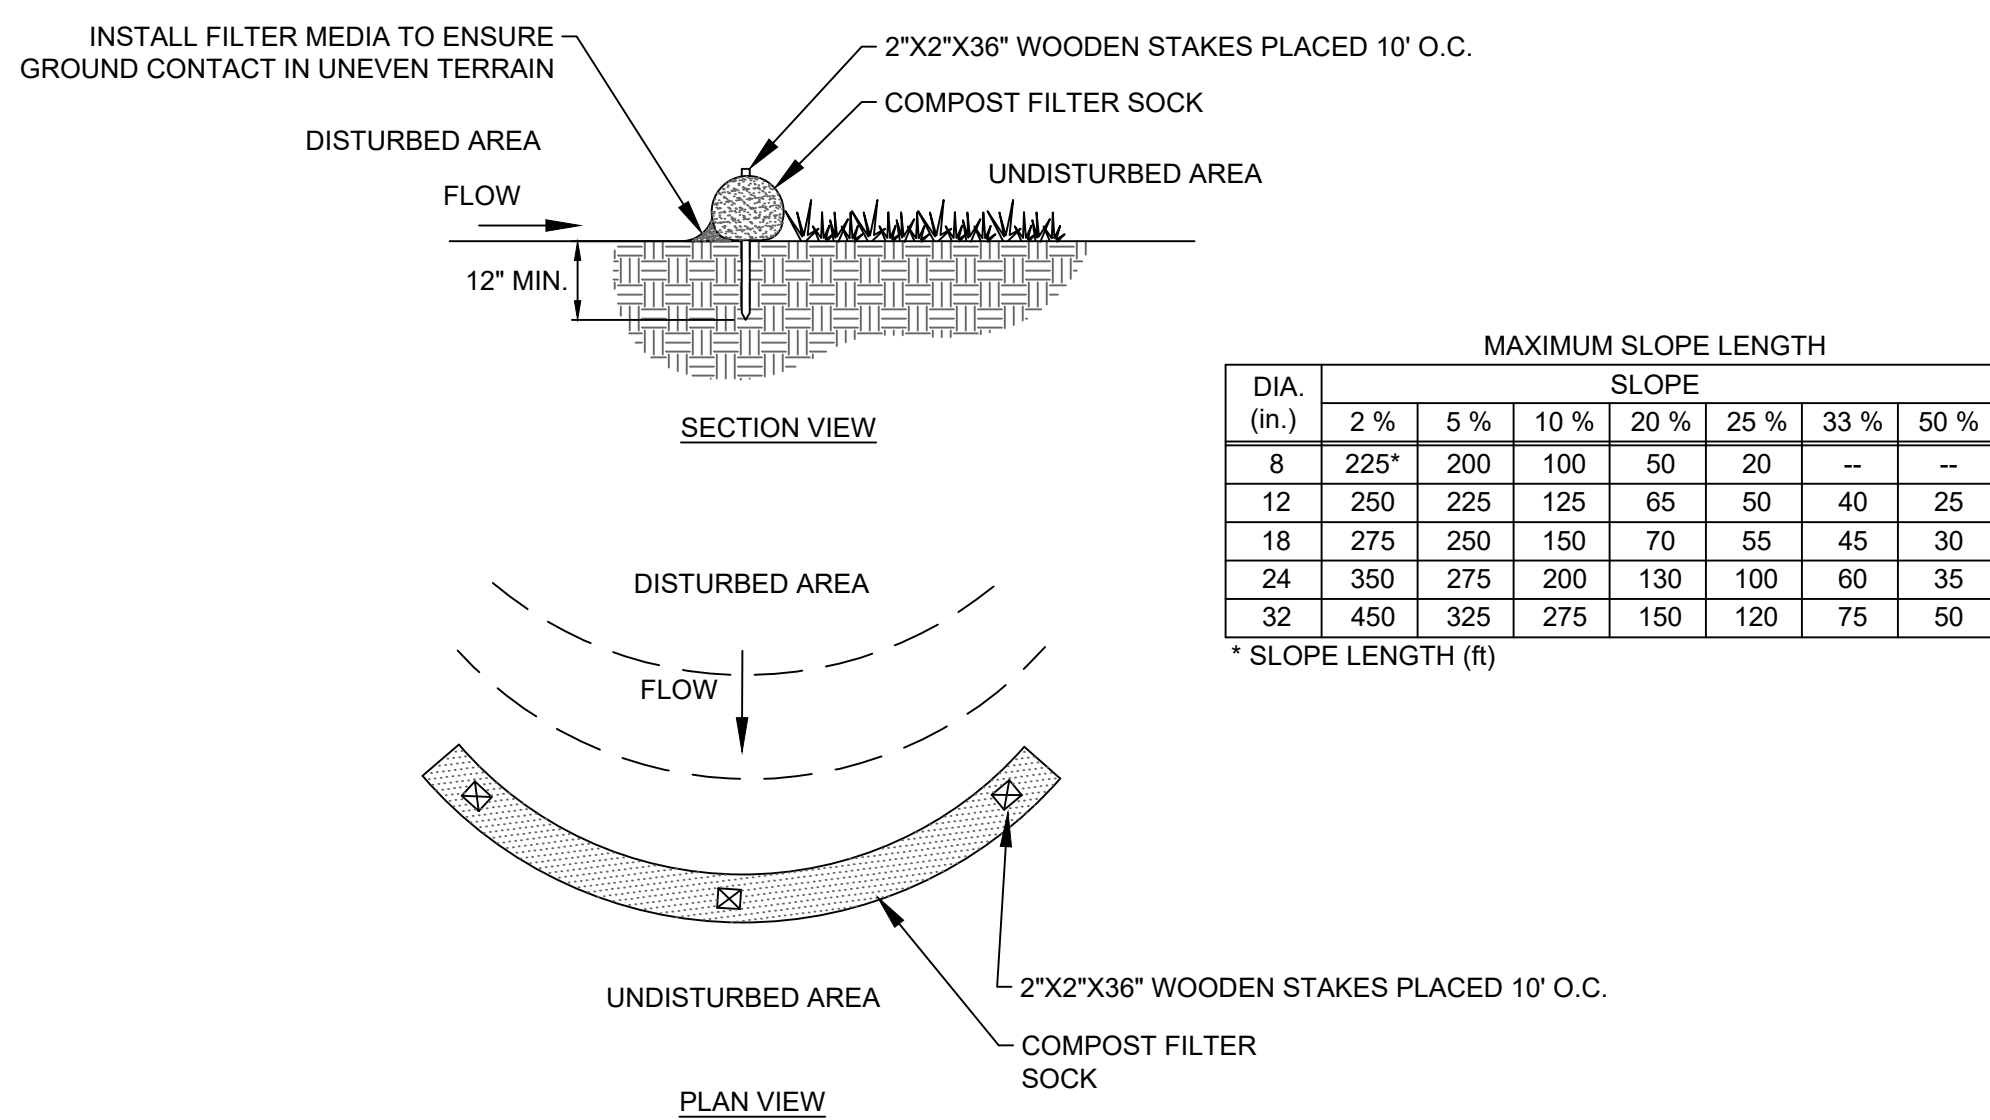 INSTALL FILTER MEDIA TO ENSURE
GROUND CONTACT IN UNEVEN TERRAIN
2"X2"X36" WOODEN STAKES PLACED 10' O.C.
COMPOST FILTER SOCK
DISTURBED AREA
UNDISTURBED AREA
FLOW
12" MIN.
SECTION VIEW
MAXIMUM SLOPE LENGTH
DIA. (in.) SLOPE
2 % 5 % 10 % 20 % 25 % 33 % 50 %
8 225* 200 100 50 20 -- --
12 250 225 125 65 50 40 25
18 275 250 150 70 55 45 30
24 350 275 200 130 100 60 35
32 450 325 275 150 120 75 50
* SLOPE LENGTH (ft)
DISTURBED AREA
FLOW
UNDISTURBED AREA
2"X2"X36" WOODEN STAKES PLACED 10' O.C.
COMPOST FILTER
SOCK
PLAN VIEW